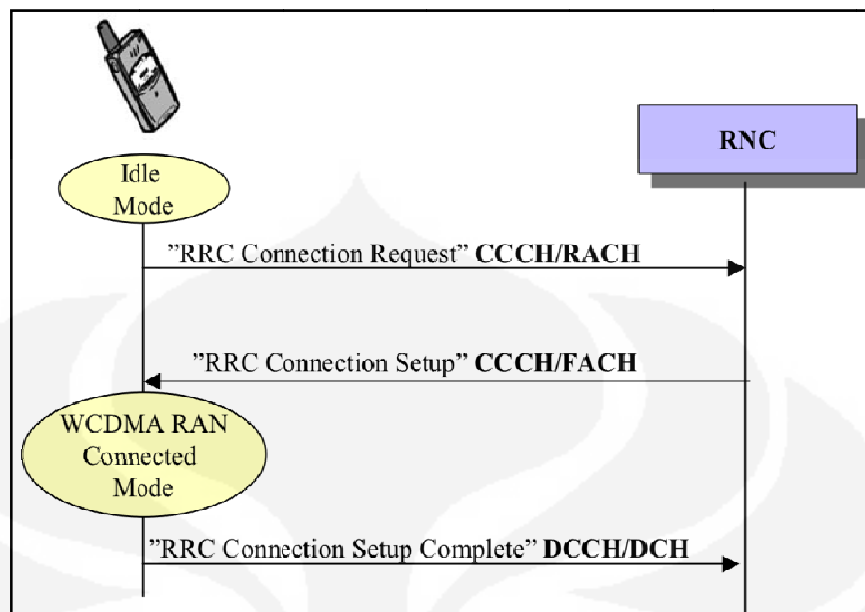 RNC
Idle
Mode
”RRC Connection Request” CCCH/RACH
”RRC Connection Setup” CCCH/FACH
WCDMA RAN
Connected
Mode
”RRC Connection Setup Complete” DCCH/DCH